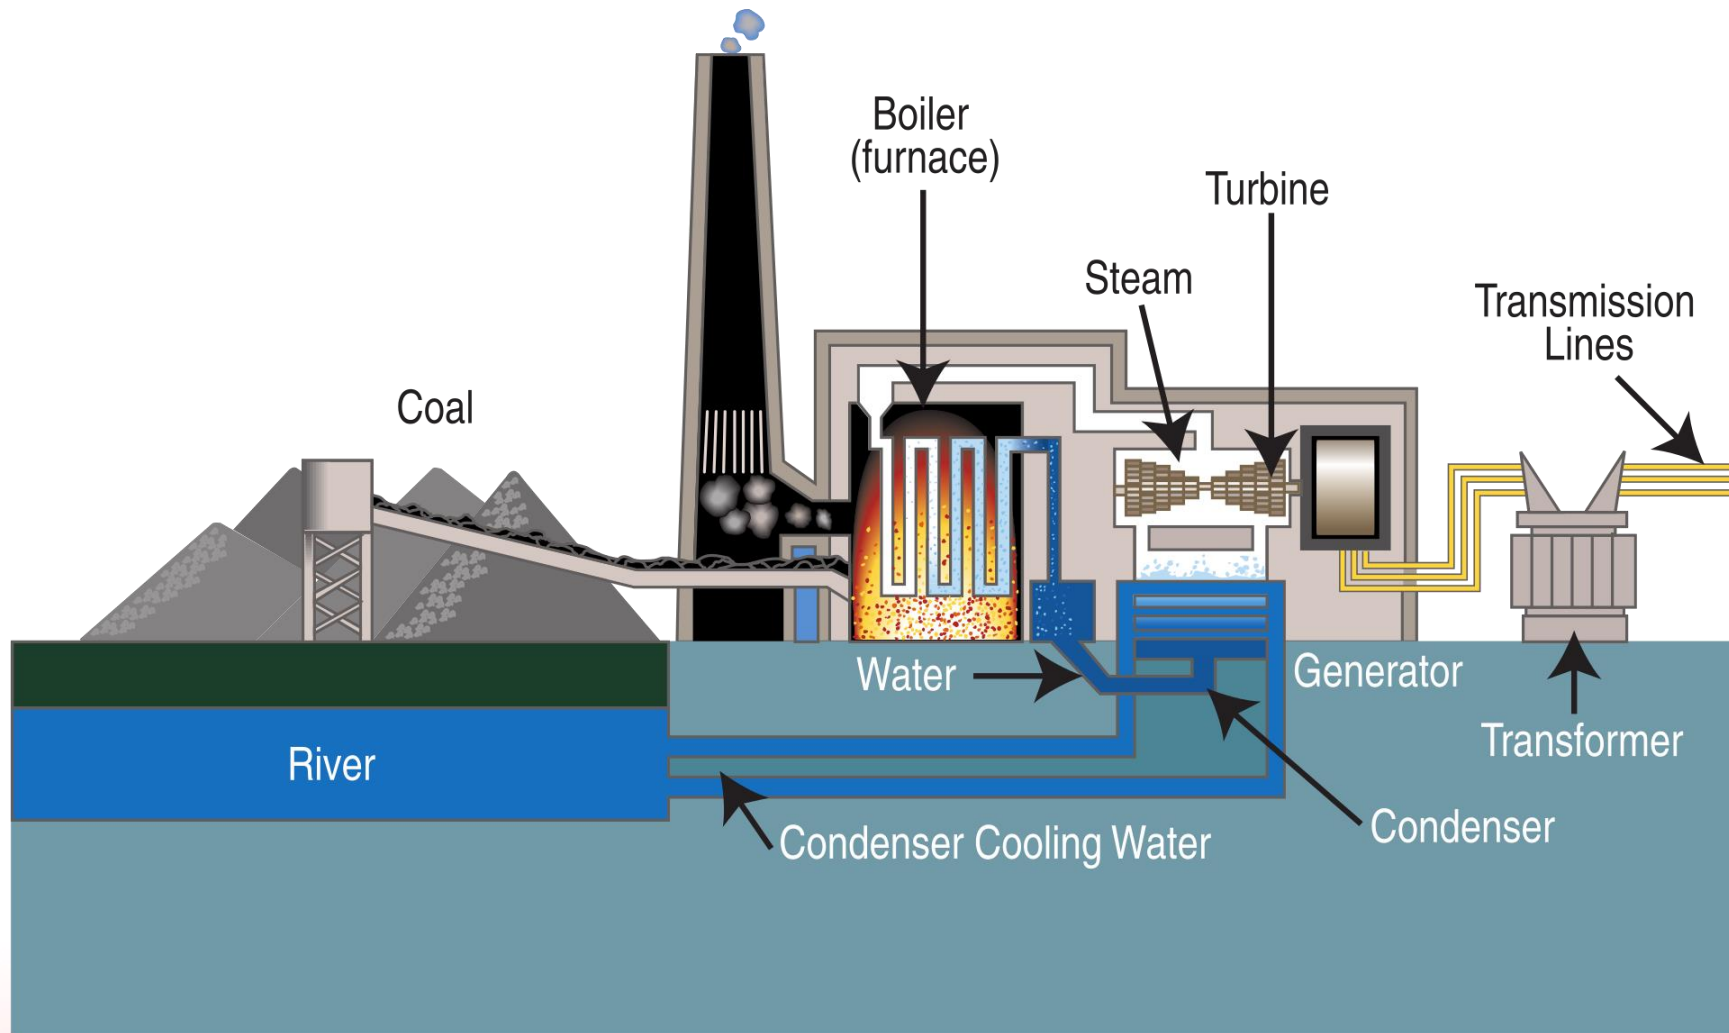 Boiler
(furnace)
Turbine
Steam
Transmission
Lines
Coal
Water
Generator
Transformer
River
Condenser
Condenser Cooling Water